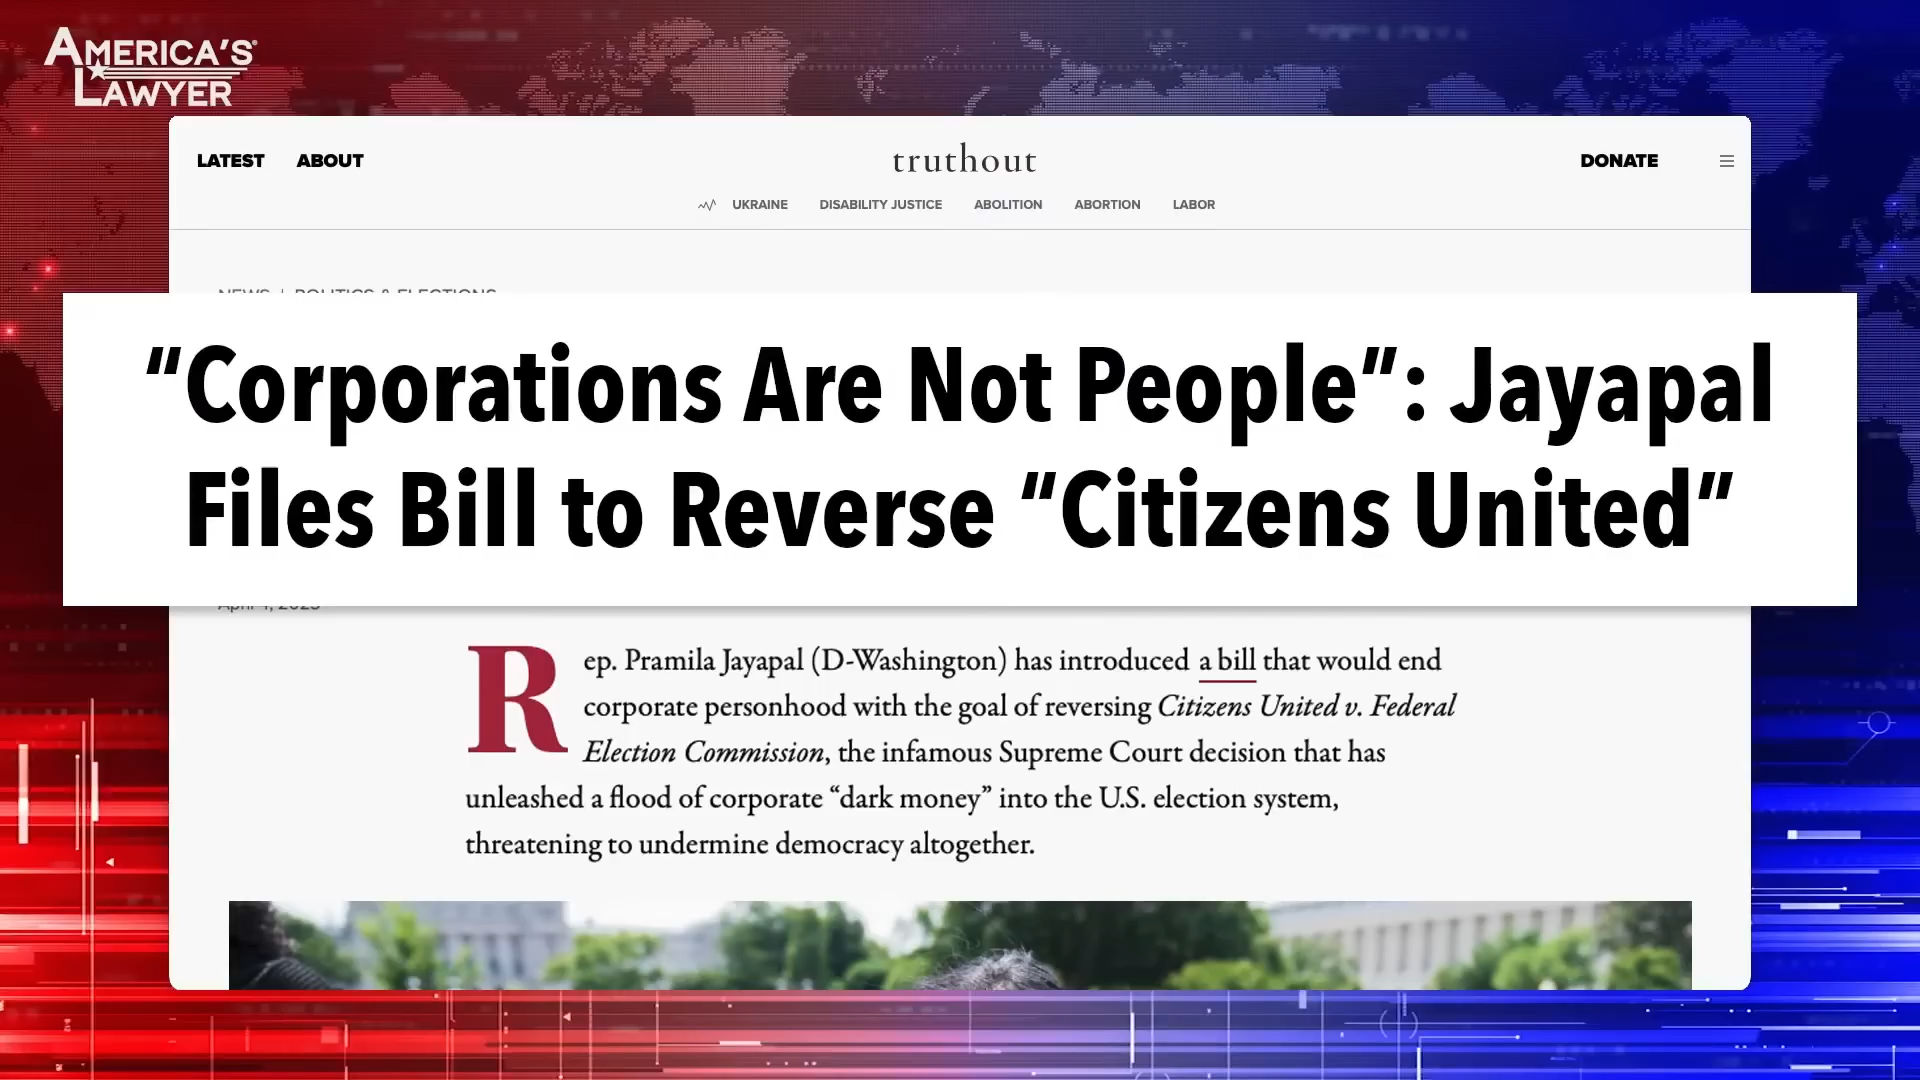 AMERICA'S
LAWYER
LATEST ABOUT truthout DONATE
UKRAINE DISABILITY JUSTICE ABOLITION ABORTION LABOR
NEWS | POLITICS & ELECTIONS
“Corporations Are Not People”: Jayapal
Files Bill to Reverse “Citizens United”
Rep. Pramila Jayapal (D-Washington) has introduced a bill that would end
corporate personhood with the goal of reversing Citizens United v. Federal
Election Commission, the infamous Supreme Court decision that has
unleashed a flood of corporate “dark money” into the U.S. election system,
threatening to undermine democracy altogether.